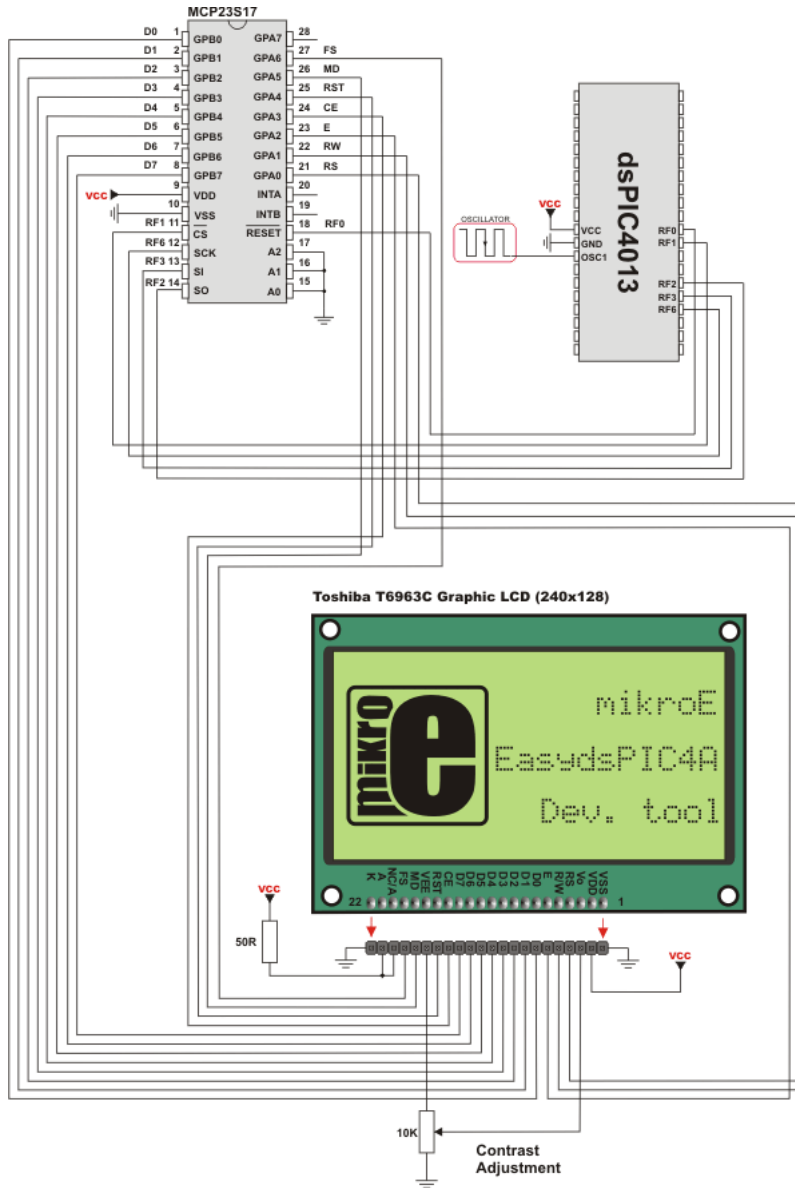 MCP23S17
D0 1 GPB0 GPA7 28
D1 2 GPB1 GPA6 27 FS
D2 3 GPB2 GPA5 26 MD
D3 4 GPB3 GPA4 25 RST
D4 5 GPB4 GPA3 24 CE
D5 6 GPB5 GPA2 23 E
D6 7 GPB6 GPA1 22 RW
D7 8 GPB7 GPA0 21 RS
VCC 9 VDD INTA 20
10 VSS INTB 19
RF1 11 CS RESET 18 RF0
RF6 12 SCK A2 17
RF3 13 SI A1 16
RF2 14 SO A0 15
OSCILLATOR
VCC
VCC
GND
OSC1
dsPIC4013
RF0
RF1
RF2
RF3
RF6
Toshiba T6963C Graphic LCD (240x128)
mikro e
mikroE
EasydsPIC4A
Dev. tool
K A NC/A FS MD VEE RST CE D7 D6 D5 D4 D3 D2 D1 D0 E R/W RS Vo VDD VSS
22 1
VCC
50R
VCC
10K
Contrast
Adjustment